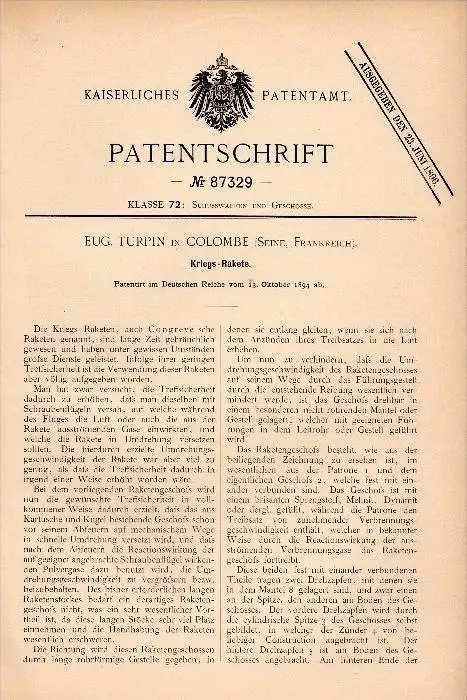 KAISERLICHES PATENTAMT.
AUSGEGEBEN DEN 23. JUNI 1896.
PATENTSCHRIFT
— № 87329 —
KLASSE 72: SCHUSSWAFFEN UND GESCHOSSE.
EUG. TURPIN IN COLOMBE (SEINE, FRANKREICH).
Kriegs-Rakete.
Patentirt im Deutschen Reiche vom 13. Oktober 1894 ab.
Die Kriegs-Raketen, auch Congreve'sche
Raketen genannt, sind lange Zeit gebräuchlich
gewesen und haben unter gewissen Umständen
große Dienste geleistet. Infolge ihrer geringen
Treffsicherheit ist die Verwendung dieser Raketen
aber völlig aufgegeben worden.
Man hat zwar versucht, die Treffsicherheit
dadurch zu erhöhen, daſs man dieselben mit
Schraubenflügeln versah, auf welche während
des Fluges die Luft oder auch die aus der
Rakete ausströmenden Gase einwirkten, und
welche die Rakete in Umdrehung versetzen
sollten. Die hierdurch erzielte Umdrehungs-
geschwindigkeit der Rakete war aber viel zu
gering, als daſs die Treffsicherheit dadurch in
irgend einer Weise erhöht worden wäre.
Bei dem vorliegenden Raketengeschoſs wird
nun die gewünschte Treffsicherheit in voll-
kommener Weise dadurch erzielt, daſs das aus
Kartusche und Kugel bestehende Geschoſs schon
vor seinem Abfeuern auf mechanischem Wege
in schnelle Umdrehung versetzt wird, und daſs
nach dem Abfeuern die Reactionswirkung der
auf geeignet angebrachte Schraubenflügel wirken-
den Pulvergase dazu benutzt wird, die Um-
drehungsgeschwindigkeit zu vergröſsern bezw.
beizubehalten. Des bisher erforderlichen langen
Raketenstockes bedarf ein derartiges Raketen-
geschoſs nicht, was ein sehr wesentlicher Vor-
theil ist, da diese langen Stöcke sehr viel Platz
einnehmen und die Handhabung der Raketen
wesentlich erschweren.
Die Richtung wird diesen Raketengeschossen
durch lange rohrförmige Gestelle gegeben, in
denen sie entlang gleiten, wenn sie sich nach
dem Anzünden ihres Treibsatzes in die Luft
erheben.
Um nun zu verhindern, daſs die Um-
drehungsgeschwindigkeit des Raketengeschosses
auf seinem Wege durch das Führungsgestell
durch die entstehende Reibung wesentlich ver-
mindert werde, ist das Geschoſs drehbar in
einem besonderen nicht rotirenden Mantel oder
Gestell gelagert, welcher mit geeigneten Füh-
rungen in dem Leitrohr oder Gestell geführt
wird.
Das Raketengeschoſs besteht, wie aus der
beiliegenden Zeichnung zu ersehen ist, im
wesentlichen aus der Patrone 1 und dem
eigentlichen Geschoſs 2, welche fest mit ein-
ander verbunden sind. Das Geschoſs ist mit
einem brisanten Sprengstoff, Melinit, Dynamit
oder dergl. gefüllt, während die Patrone den
Treibsatz von zunehmender Verbrennungs-
geschwindigkeit enthält, welcher in bekannter
Weise durch die Reactionswirkung der aus-
strömenden Verbrennungsgase das Raketen-
geschoſs forttreibt.
Diese beiden fest mit einander verbundenen
Theile tragen zwei Drehzapfen, mit denen sie
in dem Mantel 8 gelagert sind, und zwar einen
an der Spitze, den anderen am Boden des Ge-
schosses. Der vordere Drehzapfen wird durch
die cylindrische Spitze 3 des Geschosses selbst
gebildet, in welcher der Zünder 4 von be-
liebiger Construction angebracht ist. Der
hintere Drehzapfen 5 ist am Boden des Ge-
schosses angebracht. Am hinteren Ende der